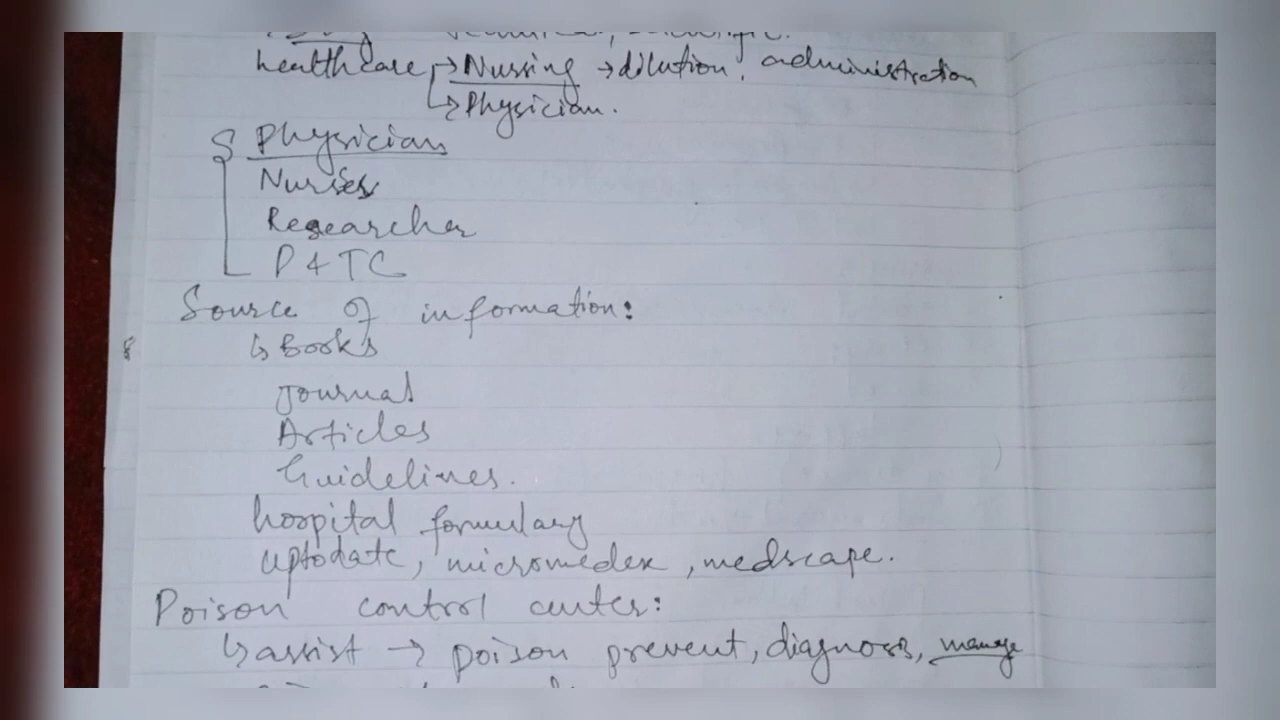 healthcare → Nussing → dilution, administration
→ Physician.
Physician
Nurses
Researcher
P & TC
Source of information:
↳ Books
Journal
Articles
Guidelines.
hospital formulary
uptodate, micromedex, medscape.
Poison control center:
↳ assist → poison prevent, diagnosis, manage